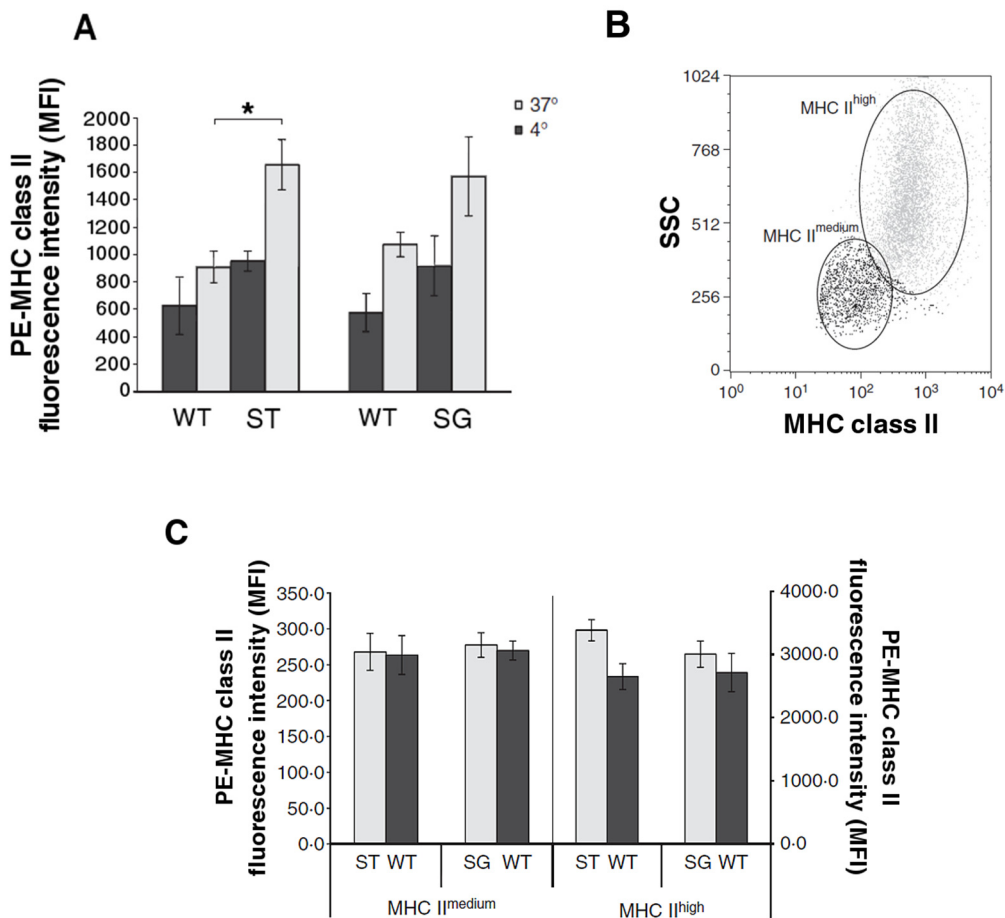 A
PE-MHC class II
fluorescence intensity (MFI)
2000
1800
1600
1400
1200
1000
800
600
400
200
0
*
37°
4°
WT ST WT SG
B
SSC
1024
768
512
256
0
MHC II^high
MHC II^medium
10^0 10^1 10^2 10^3 10^4
MHC class II
C
PE-MHC class II
fluorescence intensity (MFI)
350·0
300·0
250·0
200·0
150·0
100·0
50·0
0·0
4000·0
3000·0
2000·0
1000·0
0·0
PE-MHC class II
fluorescence intensity (MFI)
ST WT SG WT ST WT SG WT
MHC II^medium MHC II^high